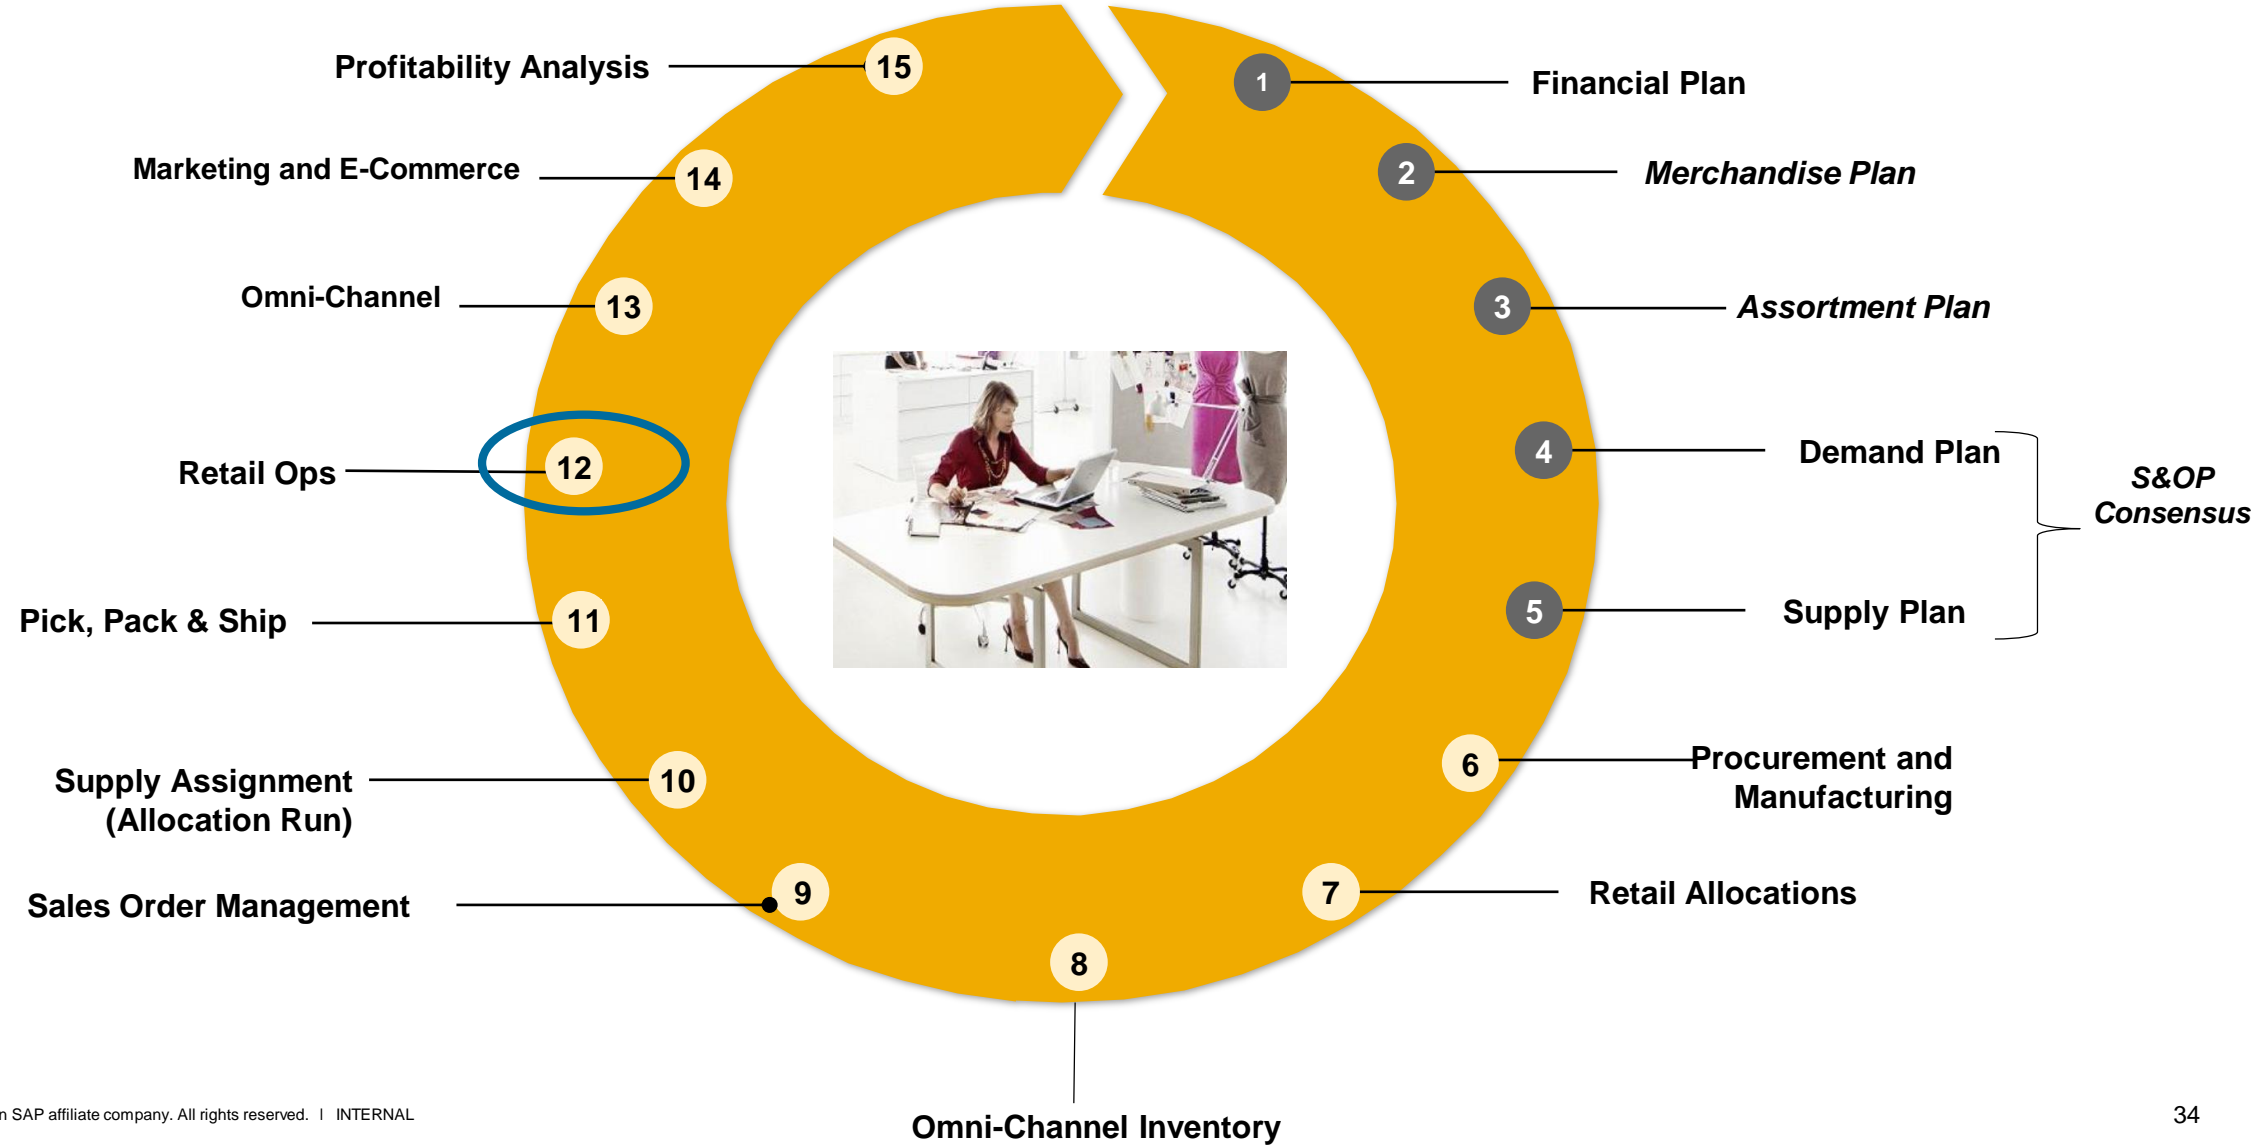 15
Profitability Analysis
1
Financial Plan
14
Marketing and E-Commerce
2
Merchandise Plan
13
Omni-Channel
3
Assortment Plan
12
Retail Ops
4
Demand Plan
S&OP
Consensus
11
Pick, Pack & Ship
5
Supply Plan
10
Supply Assignment
(Allocation Run)
6
Procurement and
Manufacturing
9
Sales Order Management
7
Retail Allocations
8
Omni-Channel Inventory
n SAP affiliate company. All rights reserved. | INTERNAL
34